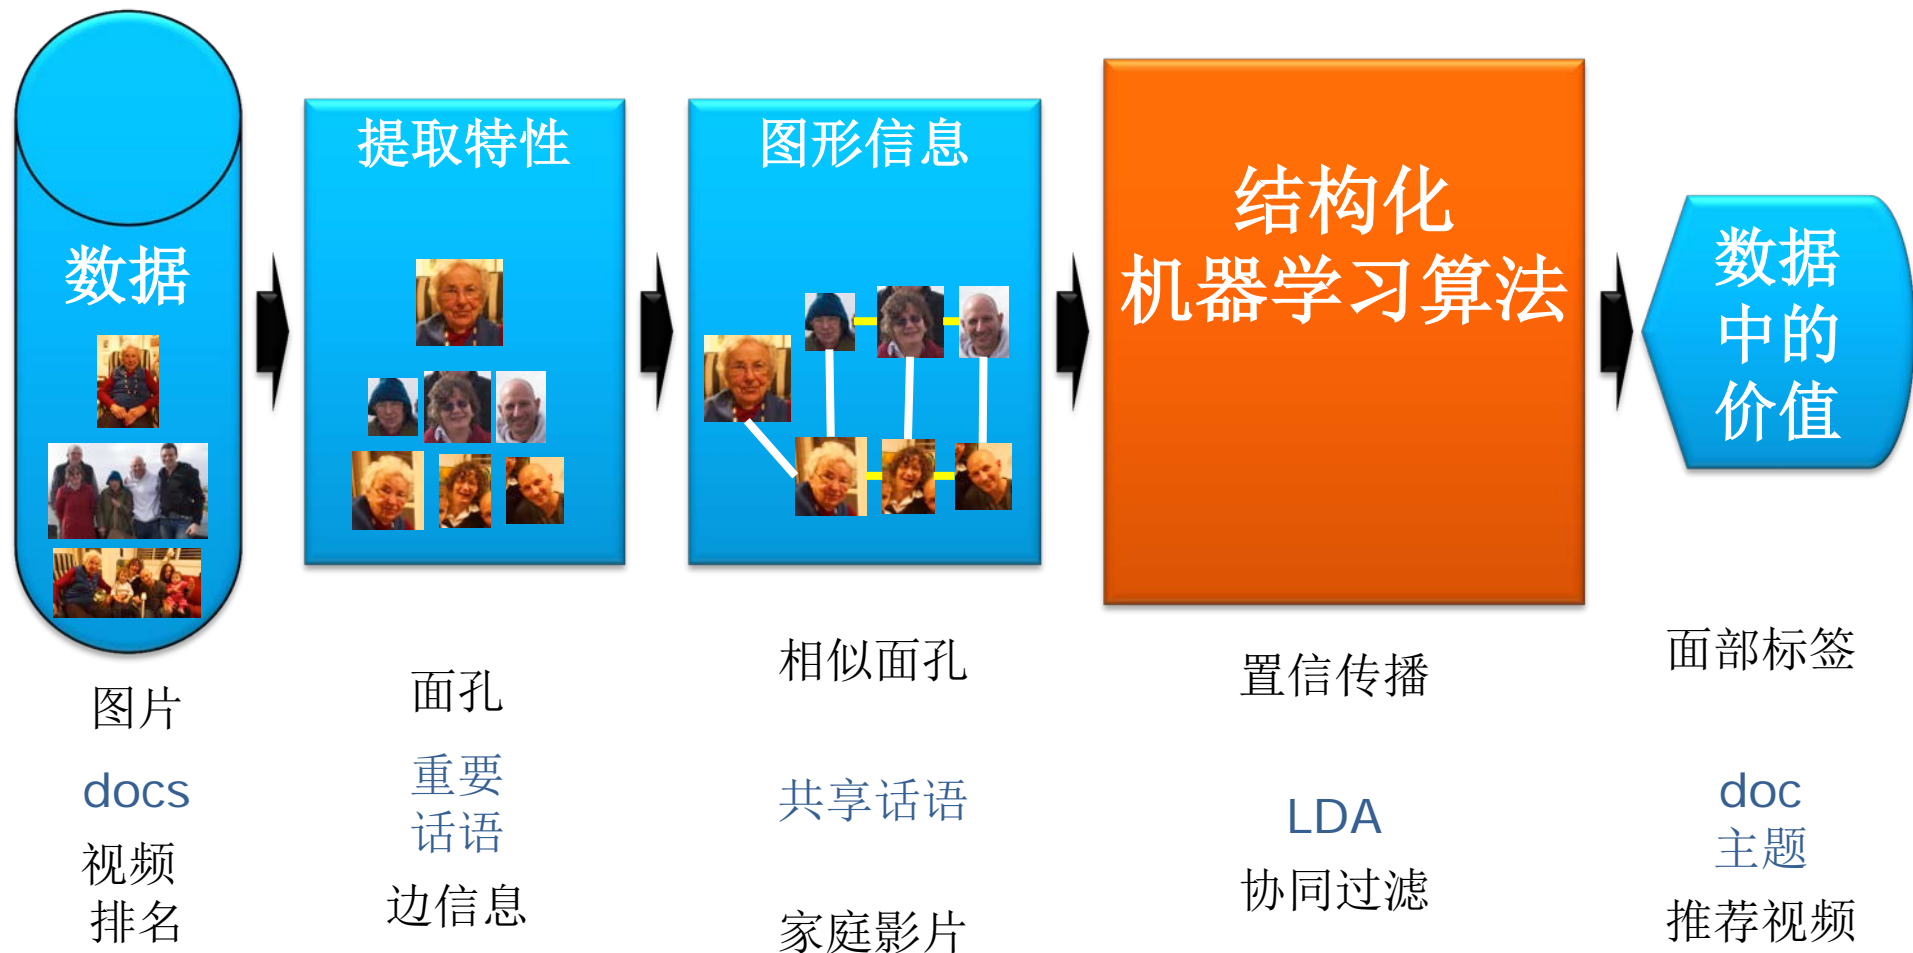 数据
提取特性
图形信息
结构化
机器学习算法
数据
中的
价值
图片
面孔
相似面孔
置信传播
面部标签
docs
重要
话语
共享话语
LDA
doc
主题
视频
排名
边信息
家庭影片
协同过滤
推荐视频